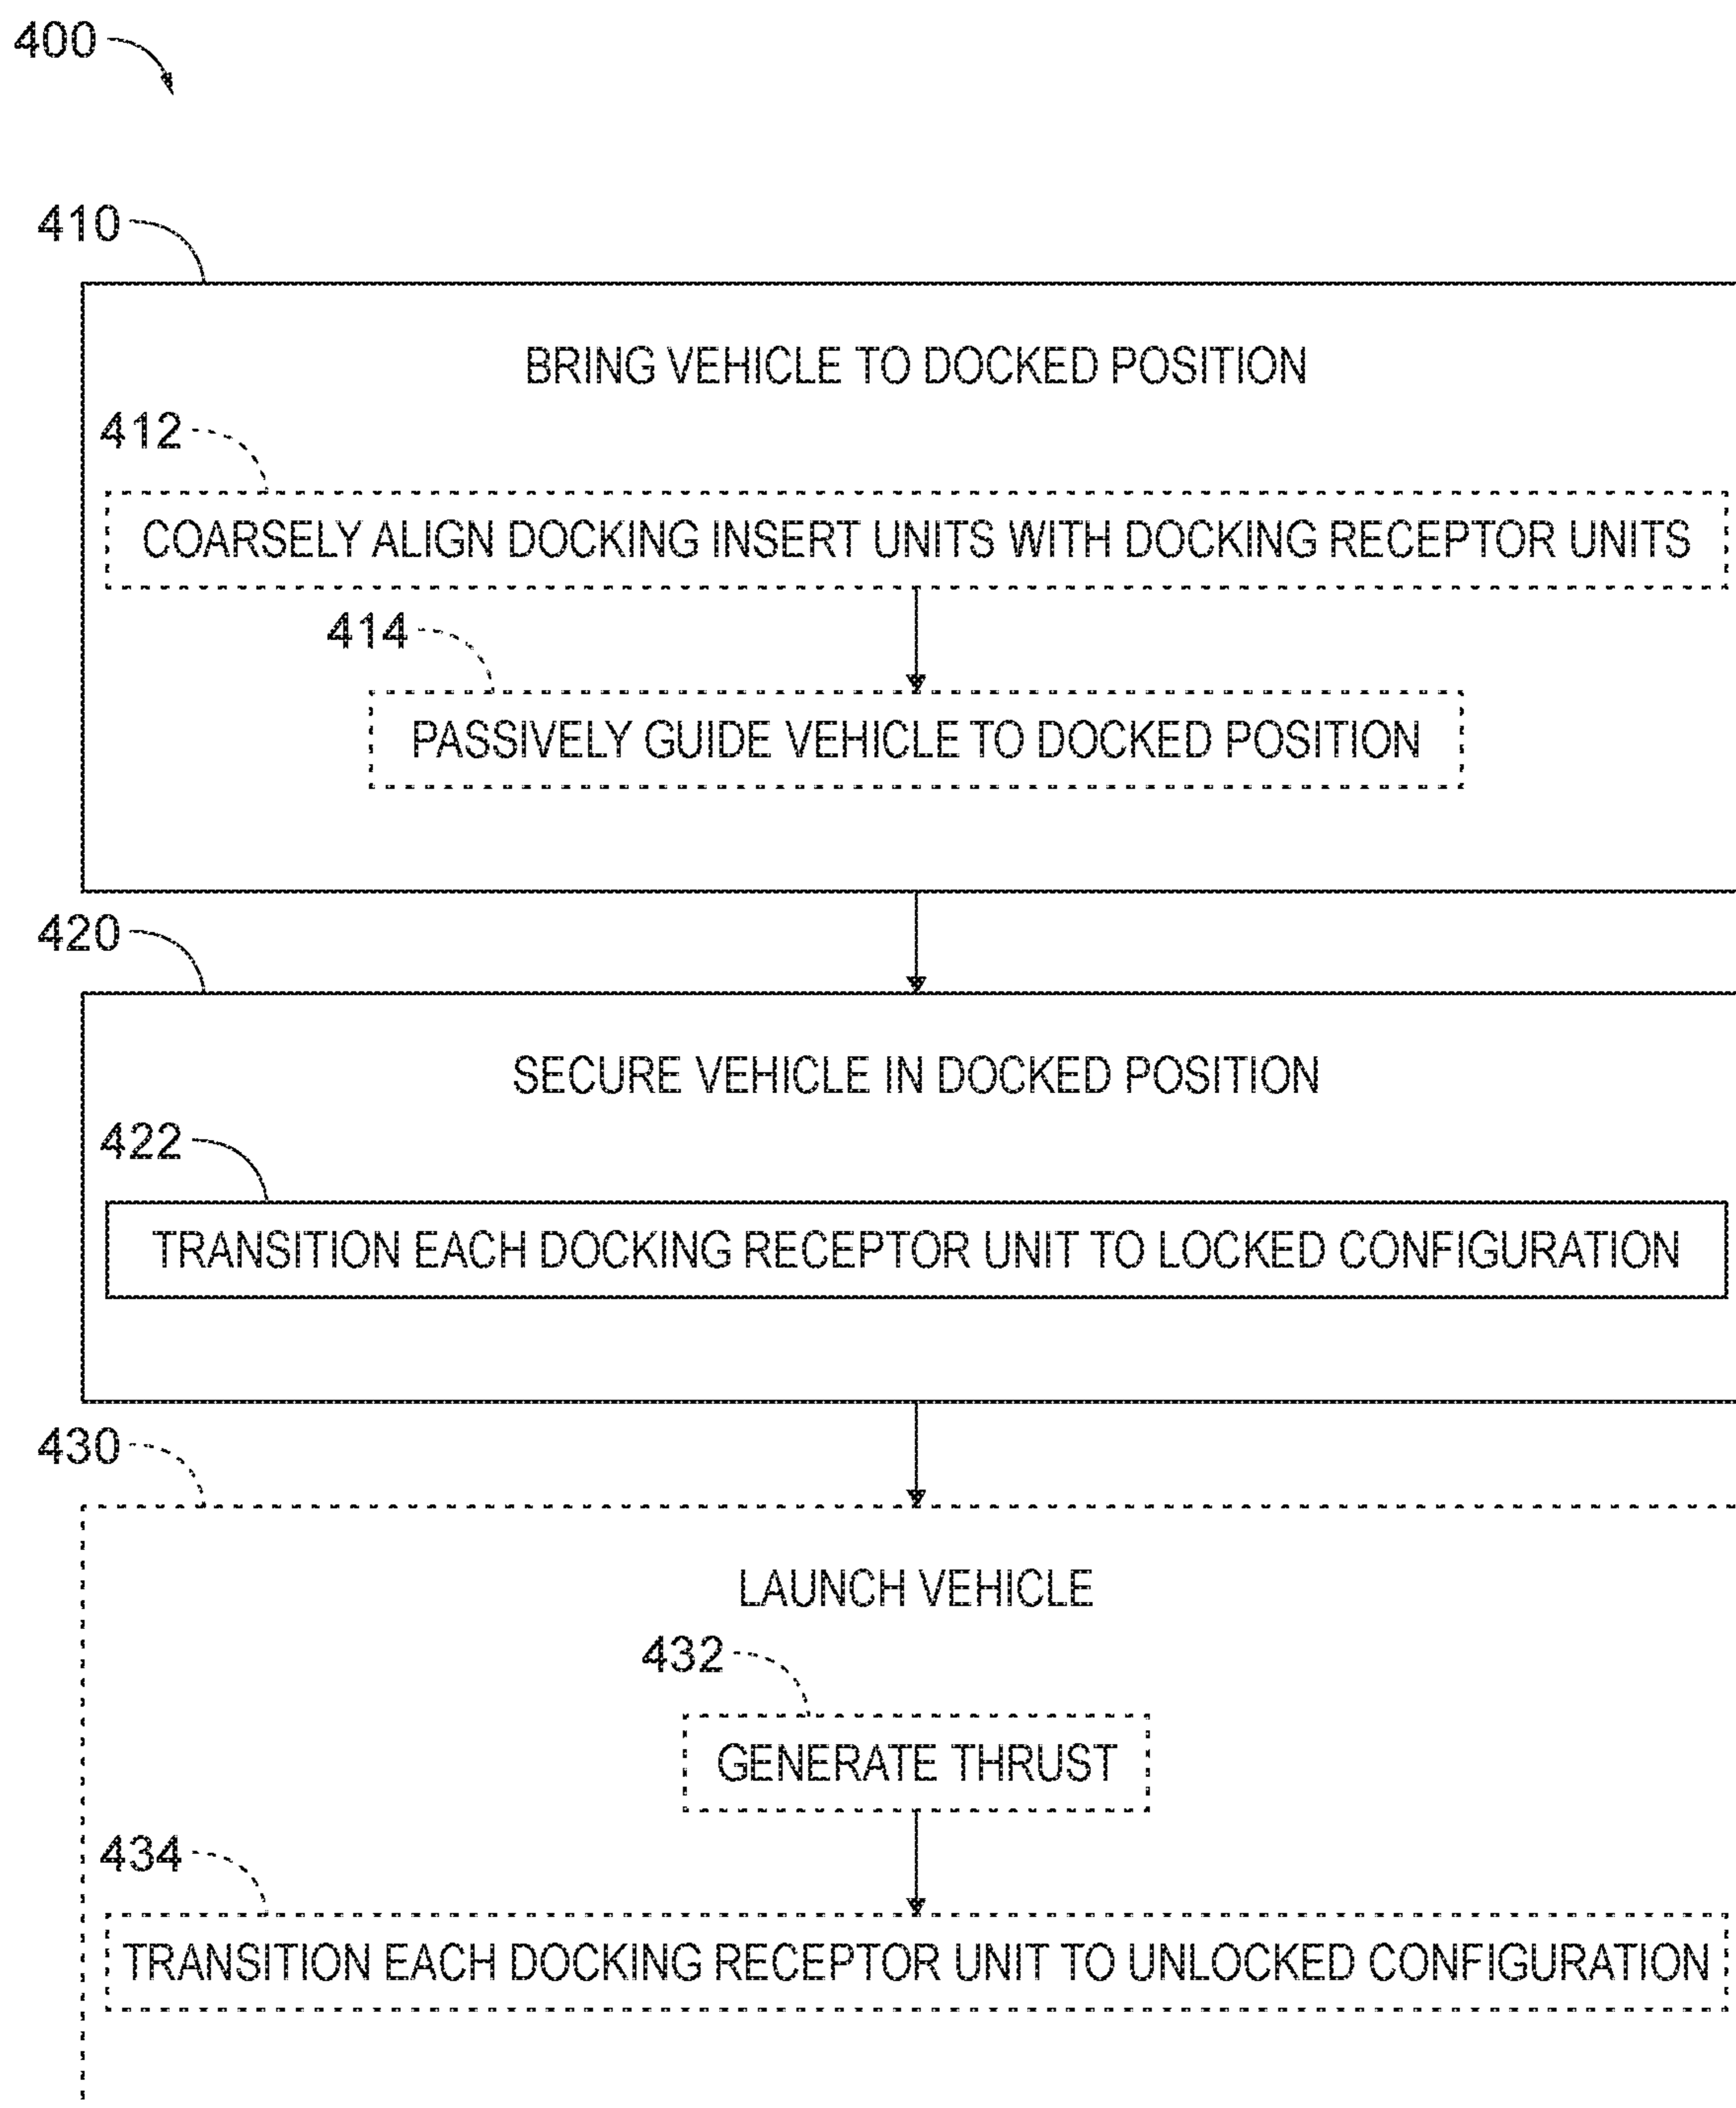 400
410
BRING VEHICLE TO DOCKED POSITION
412
COARSELY ALIGN DOCKING INSERT UNITS WITH DOCKING RECEPTOR UNITS
414
PASSIVELY GUIDE VEHICLE TO DOCKED POSITION
420
SECURE VEHICLE IN DOCKED POSITION
422
TRANSITION EACH DOCKING RECEPTOR UNIT TO LOCKED CONFIGURATION
430
LAUNCH VEHICLE
432
GENERATE THRUST
434
TRANSITION EACH DOCKING RECEPTOR UNIT TO UNLOCKED CONFIGURATION